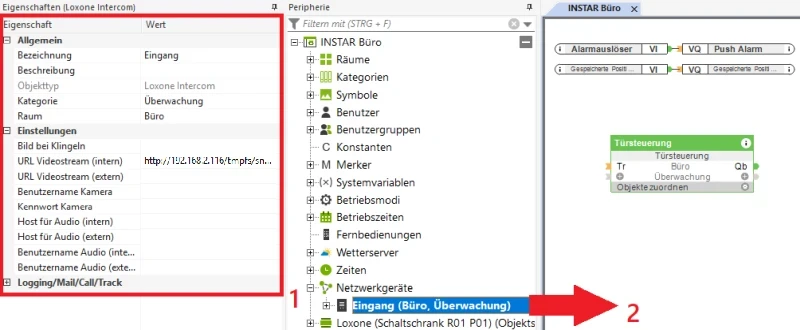 Eigenschaften (Loxone Intercom)
Eigenschaft Wert
Allgemein
Bezeichnung Eingang
Beschreibung
Objekttyp Loxone Intercom
Kategorie Überwachung
Raum Büro
Einstellungen
Bild bei Klingeln
URL Videostream (intern) http://192.168.2.116/tmpfs/sn...
URL Videostream (extern)
Benutzername Kamera
Kennwort Kamera
Host für Audio (intern)
Host für Audio (extern)
Benutzername Audio (inte...
Benutzername Audio (exte...
Logging/Mail/Call/Track
1
Peripherie
Filtern mit (STRG + F)
INSTAR Büro
Räume
Kategorien
Symbole
Benutzer
Benutzergruppen
Konstanten
Merker
Systemvariablen
Betriebsmodi
Betriebszeiten
Fernbedienungen
Wetterserver
Zeiten
Netzwerkgeräte
Eingang (Büro, Überwachung)
Loxone (Schaltschrank R01 P01) (Objekts
2
INSTAR Büro
Alarmauslöser VI VQ Push Alarm
Gespeicherte Positi ... VI VQ Gespeicherte Positi ...
Türsteuerung
Türsteuerung
Tr Büro Qb
Überwachung
Objekte zuordnen